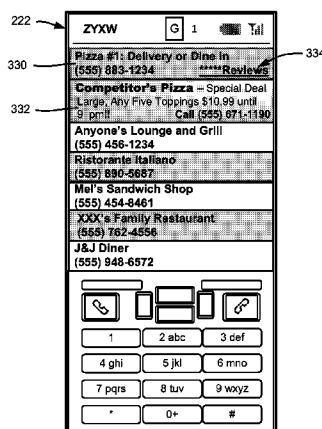 222
ZYXW G 1
330
Pizza #1: Delivery or Dine In
334
(555) 883-1234 *****Reviews
332
Competitor's Pizza – Special Deal
Large, Any Five Toppings $10.99 until
9 pm!! Call (555) 671-1190
Anyone's Lounge and Grill
(555) 456-1234
Ristorante Italiano
(555) 890-5687
Mel's Sandwich Shop
(555) 454-8461
XXX's Family Restaurant
(555) 762-4556
J&J Diner
(555) 948-6572
1 2 abc 3 def
4 ghi 5 jkl 6 mno
7 pqrs 8 tuv 9 wxyz
* 0+ #